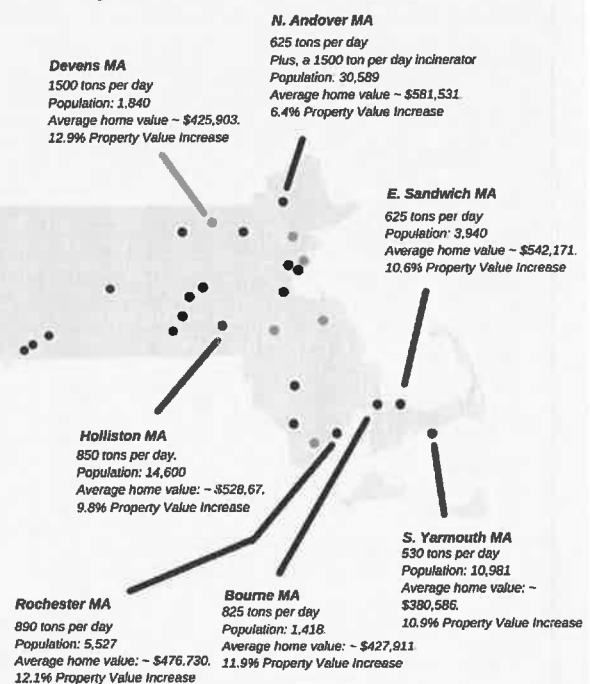 N. Andover MA
625 tons per day
Plus, a 1500 ton per day incinerator
Population: 30,589
Average home value ~ $581,531.
6.4% Property Value Increase
Devens MA
1500 tons per day
Population: 1,840
Average home value ~ $425,903.
12.9% Property Value Increase
E. Sandwich MA
625 tons per day
Population: 3,940
Average home value ~ $542,171.
10.6% Property Value Increase
Holliston MA
850 tons per day.
Population: 14,600
Average home value: ~ $528,67.
9.8% Property Value Increase
S. Yarmouth MA
530 tons per day
Population: 10,981
Average home value: ~
$380,586.
10.9% Property Value Increase
Rochester MA
890 tons per day
Population: 5,527
Average home value: ~ $476,730.
12.1% Property Value Increase
Bourne MA
825 tons per day
Population: 1,418.
Average home value: ~ $427,911.
11.9% Property Value Increase